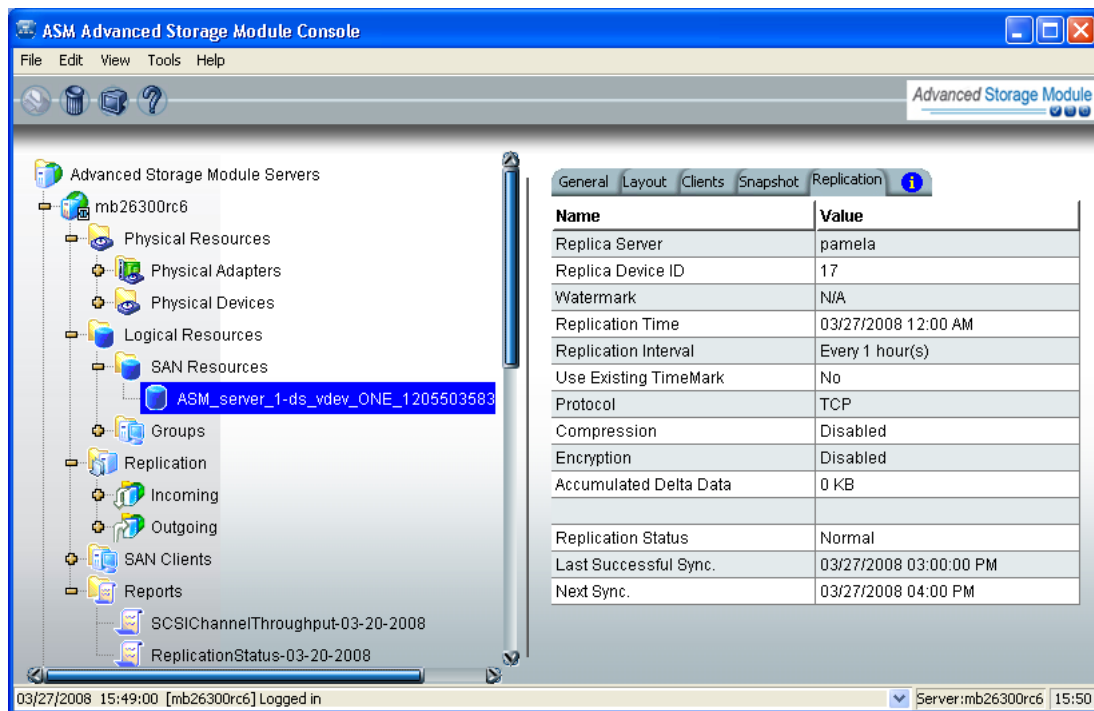 ASM Advanced Storage Module Console
File Edit View Tools Help
Advanced Storage Module
Advanced Storage Module Servers
mb26300rc6
Physical Resources
Physical Adapters
Physical Devices
Logical Resources
SAN Resources
ASM_server_1-ds_vdev_ONE_1205503583
Groups
Replication
Incoming
Outgoing
SAN Clients
Reports
SCSIChannelThroughput-03-20-2008
ReplicationStatus-03-20-2008
General Layout Clients Snapshot Replication
Name Value
Replica Server pamela
Replica Device ID 17
Watermark N/A
Replication Time 03/27/2008 12:00 AM
Replication Interval Every 1 hour(s)
Use Existing TimeMark No
Protocol TCP
Compression Disabled
Encryption Disabled
Accumulated Delta Data 0 KB
Replication Status Normal
Last Successful Sync. 03/27/2008 03:00:00 PM
Next Sync. 03/27/2008 04:00 PM
03/27/2008 15:49:00 [mb26300rc6] Logged in Server:mb26300rc6 15:50